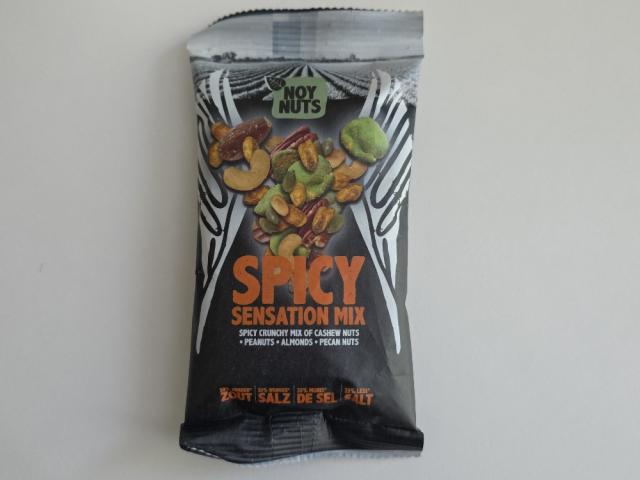 NOY
NUTS
SPICY
SENSATION MIX
SPICY CRUNCHY MIX OF CASHEW NUTS
• PEANUTS • ALMONDS • PECAN NUTS
ZOUT SALZ DE SEL SALT